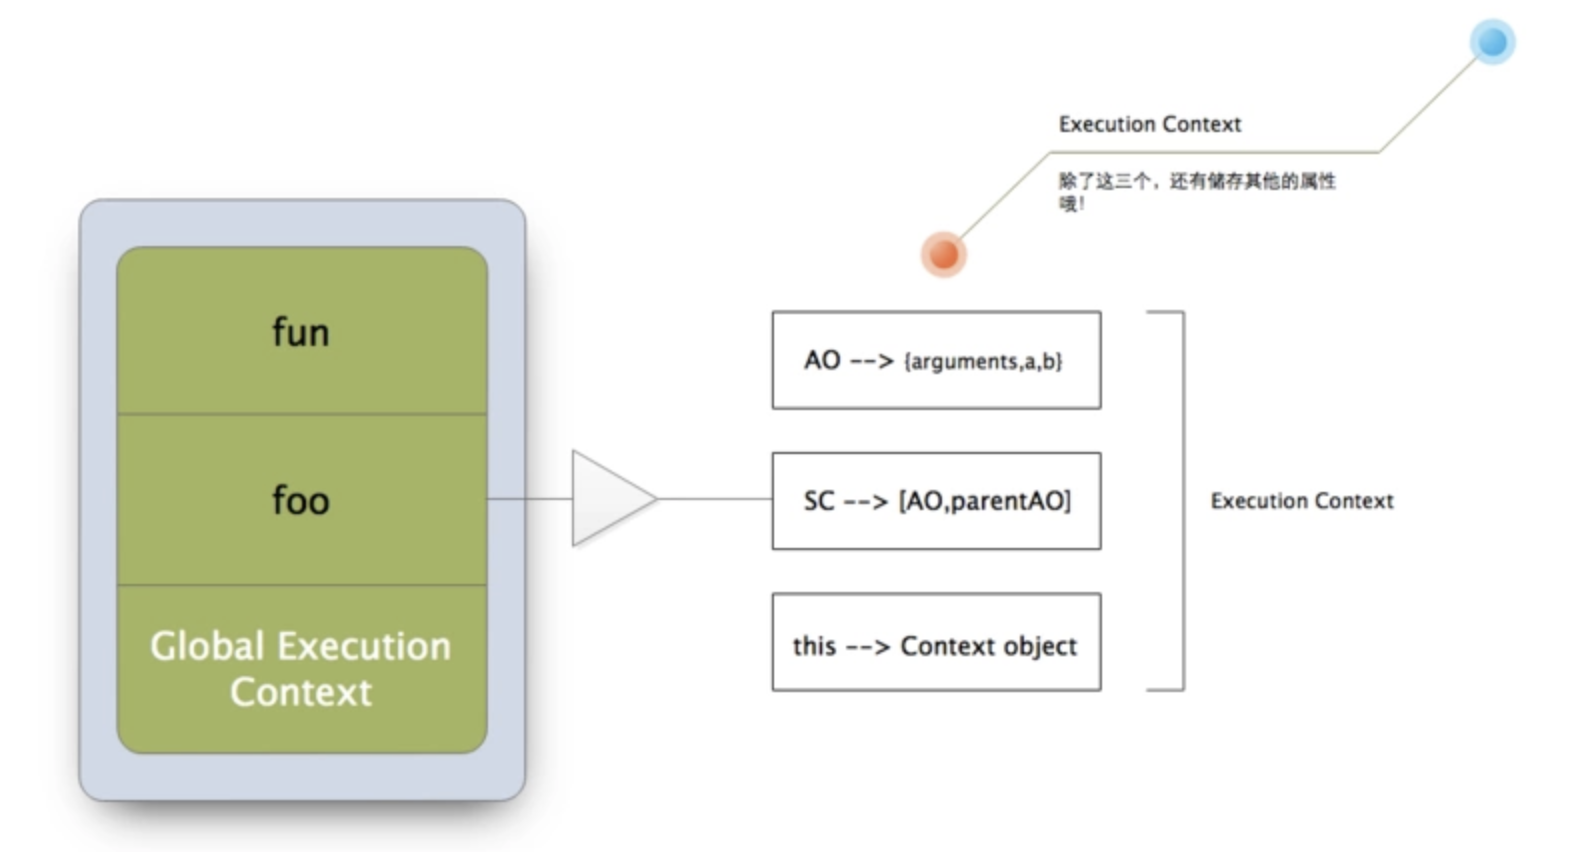 Execution Context
除了这三个，还有储存其他的属性
哦！
fun
foo
Global Execution
Context
AO --> {arguments,a,b}
SC --> [AO,parentAO]
this --> Context object
Execution Context